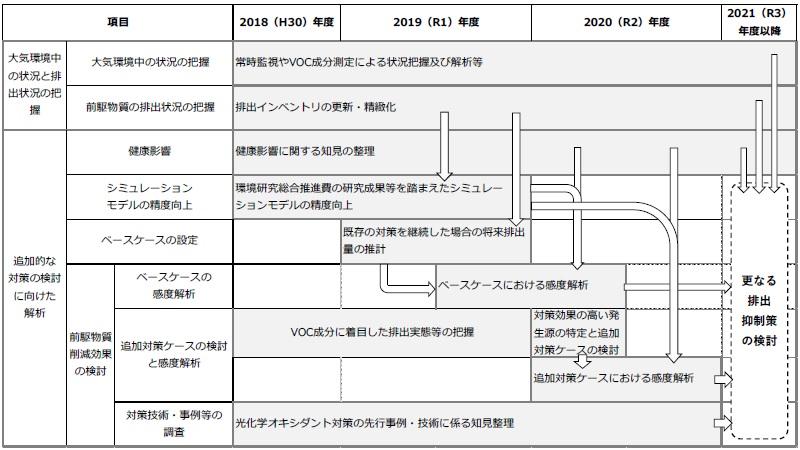 項目
2018（H30）年度
2019（R1）年度
2020（R2）年度
2021（R3）
年度以降
大気環境中
の状況と排
出状況の把
握
大気環境中の状況の把握
常時監視やVOC成分測定による状況把握及び解析等
前駆物質の排出状況の把握
排出インベントリの更新・精緻化
追加的な
対策の検討
に向けた
解析
健康影響
健康影響に関する知見の整理
シミュレーション
モデルの精度向上
環境研究総合推進費の研究成果等を踏まえたシミュレー
ションモデルの精度向上
ベースケースの設定
既存の対策を継続した場合の将来排出
量の推計
前駆物質
削減効果
の検討
ベースケースの
感度解析
ベースケースにおける感度解析
追加対策ケースの検討
と感度解析
VOC成分に着目した排出実態等の把握
対策効果の高い発
生源の特定と追加
対策ケースの検討
追加対策ケースにおける感度解析
対策技術・事例等の
調査
光化学オキシダント対策の先行事例・技術に係る知見整理
更なる
排出
抑制策
の検討